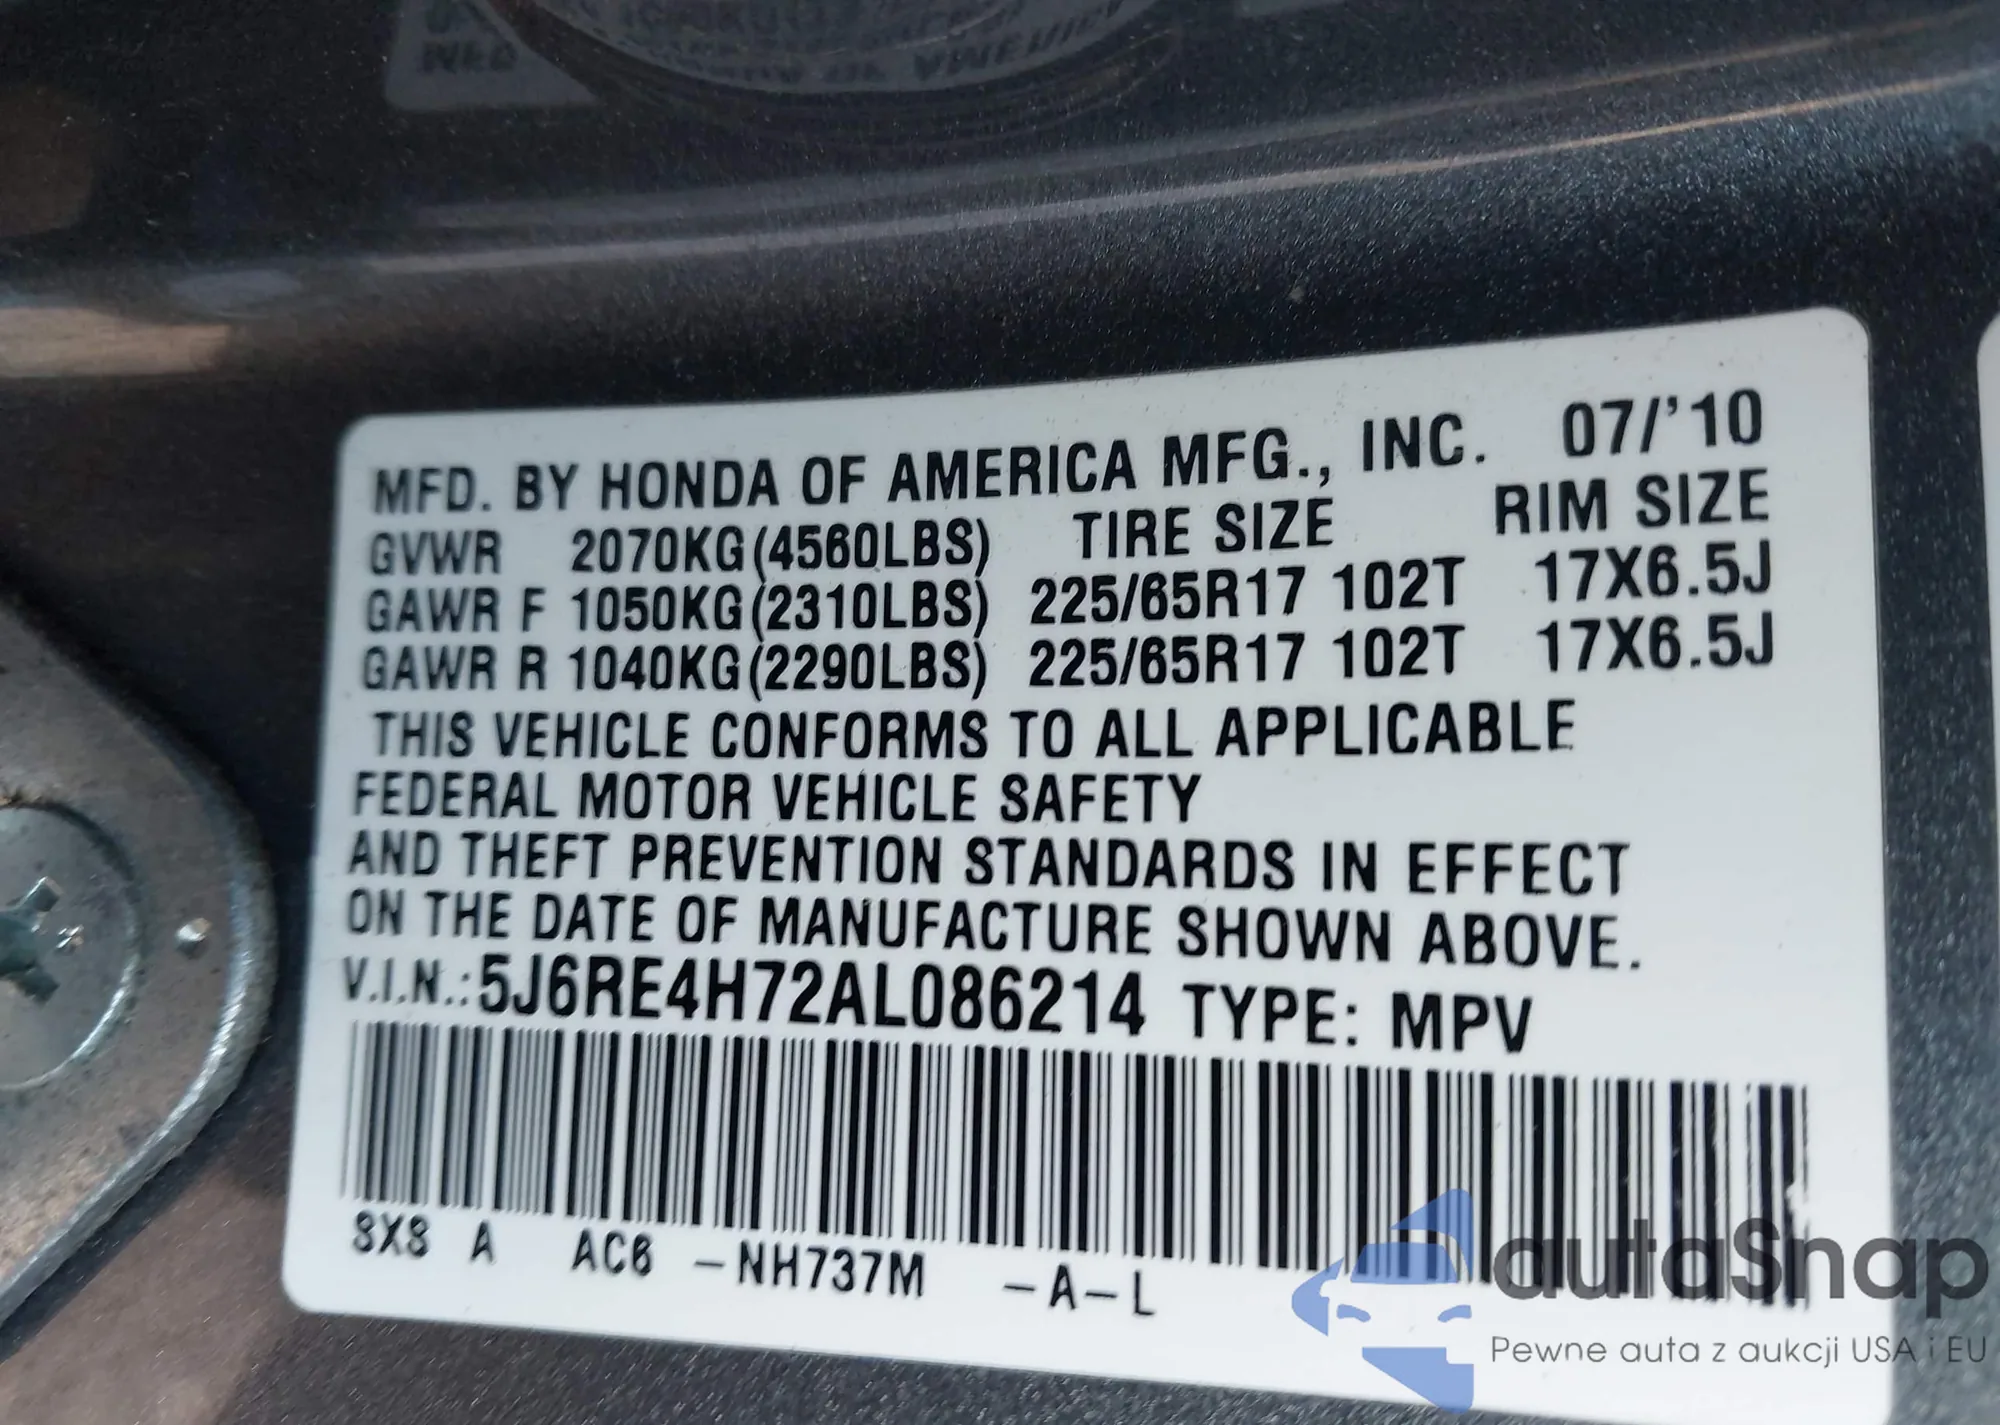 MFD. BY HONDA OF AMERICA MFG., INC. 07/'10
GVWR 2070KG(4560LBS) TIRE SIZE RIM SIZE
GAWR F 1050KG(2310LBS) 225/65R17 102T 17X6.5J
GAWR R 1040KG(2290LBS) 225/65R17 102T 17X6.5J
THIS VEHICLE CONFORMS TO ALL APPLICABLE
FEDERAL MOTOR VEHICLE SAFETY
AND THEFT PREVENTION STANDARDS IN EFFECT
ON THE DATE OF MANUFACTURE SHOWN ABOVE.
V.I.N.:5J6RE4H72AL086214 TYPE: MPV
SXS A AC6 -NH737M -A-L
autaSnap
Pewne auta z aukcji USA i EU